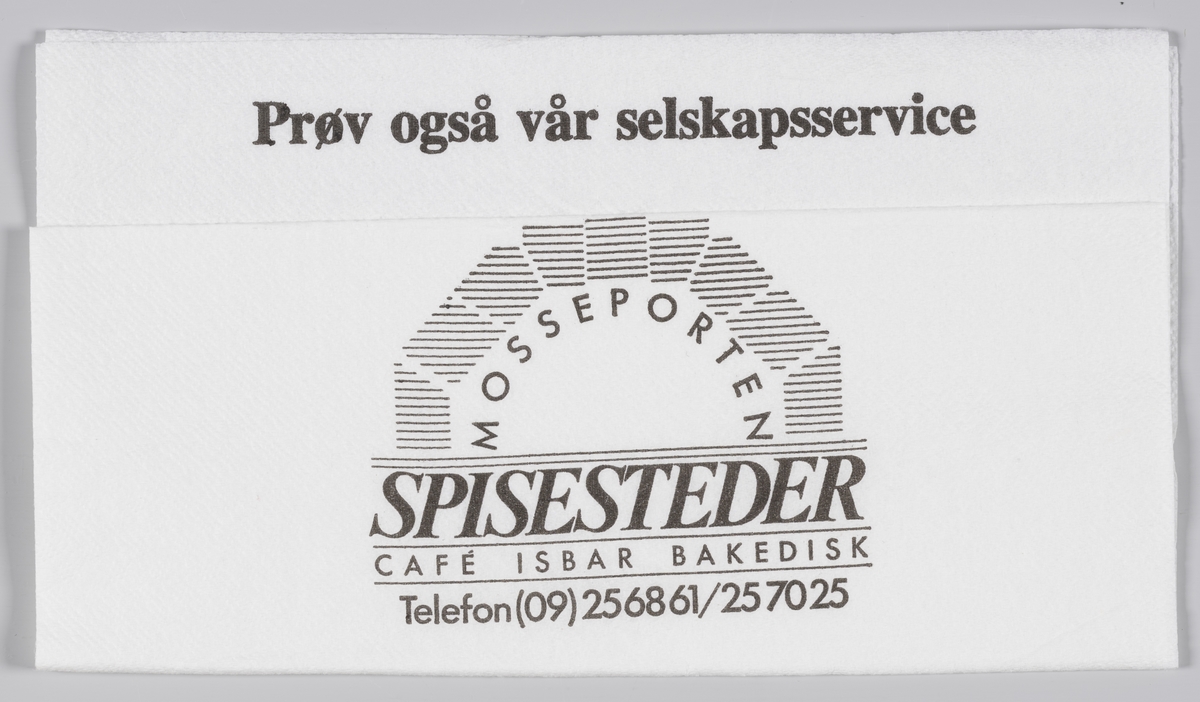 Prøv også vår selskapsservice
MOSSEPORTEN
SPISESTEDER
CAFÉ ISBAR BAKEDISK
Telefon (09) 25 68 61/25 70 25